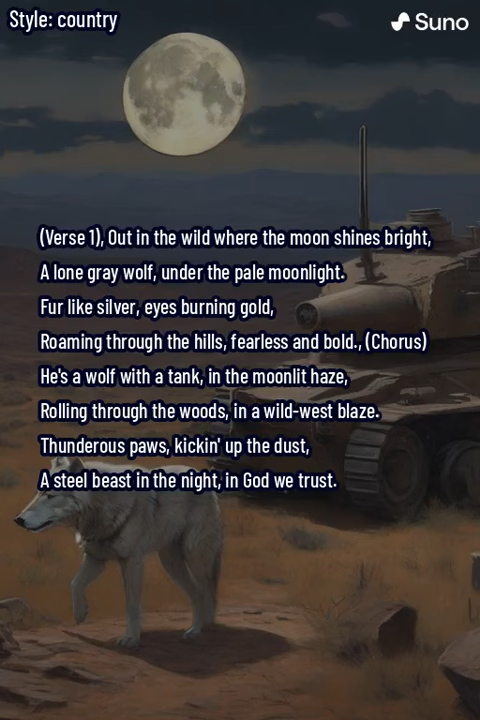 Style: country
Suno
(Verse 1), Out in the wild where the moon shines bright,
A lone gray wolf, under the pale moonlight.
Fur like silver, eyes burning gold,
Roaming through the hills, fearless and bold., (Chorus)
He's a wolf with a tank, in the moonlit haze,
Rolling through the woods, in a wild-west blaze.
Thunderous paws, kickin' up the dust,
A steel beast in the night, in God we trust.